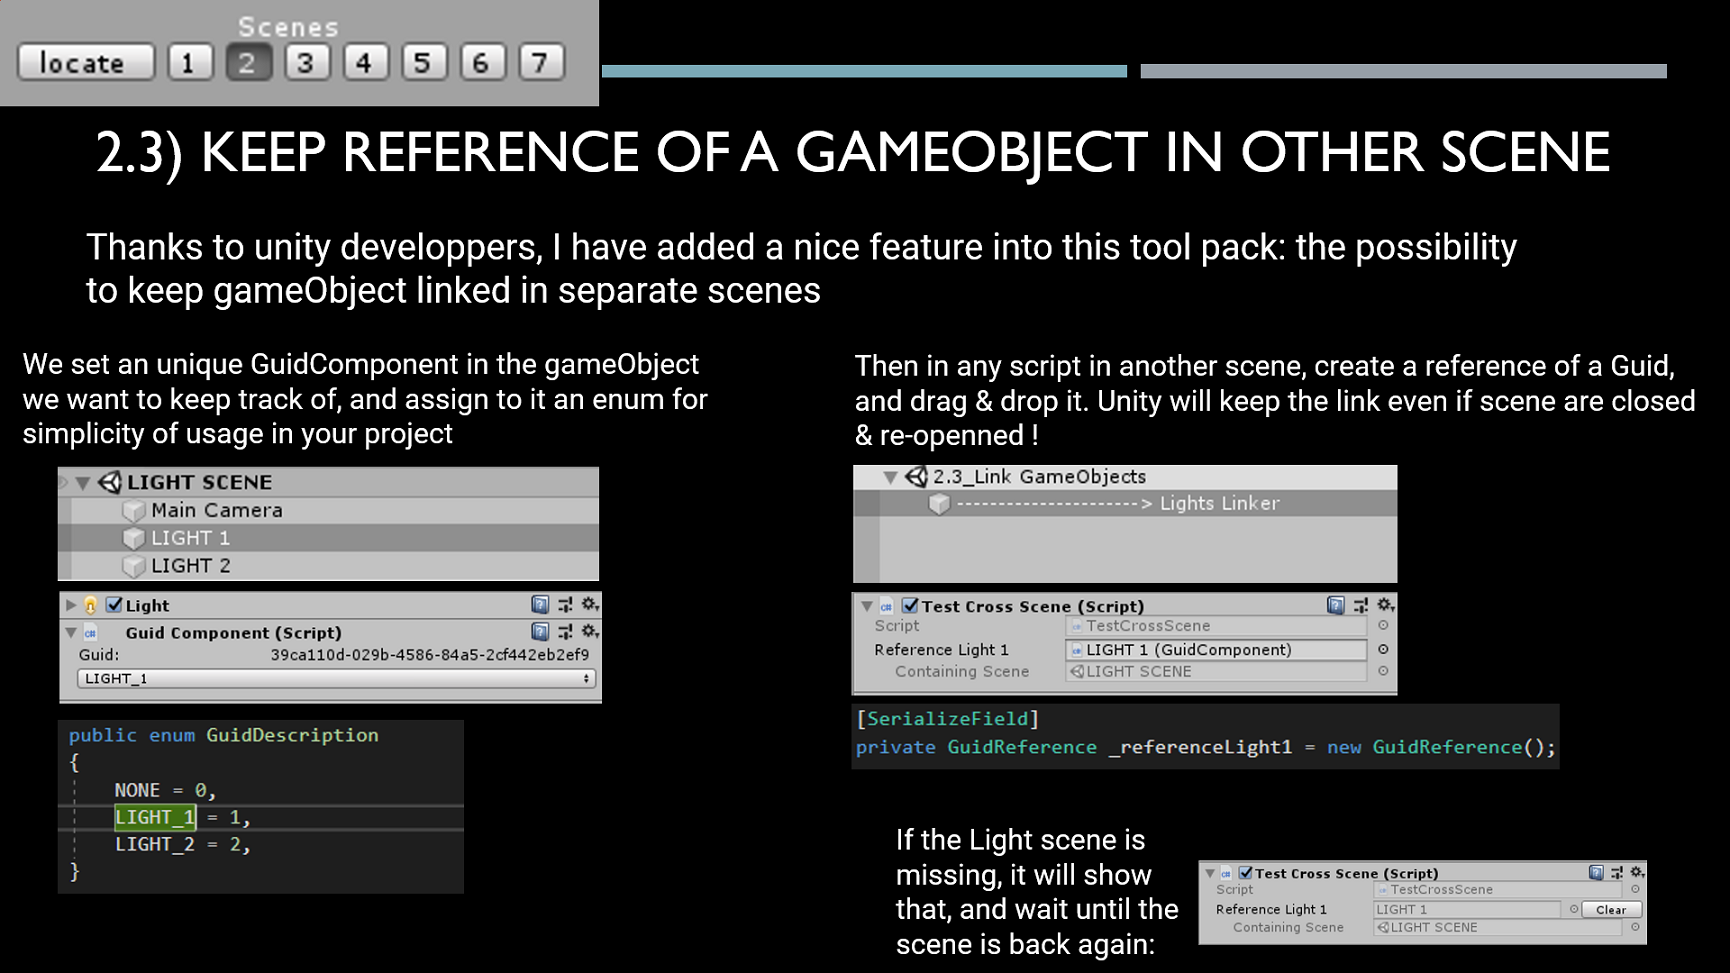 Scenes
locate 1 2 3 4 5 6 7
2.3) KEEP REFERENCE OF A GAMEOBJECT IN OTHER SCENE
Thanks to unity developpers, I have added a nice feature into this tool pack: the possibility
to keep gameObject linked in separate scenes
We set an unique GuidComponent in the gameObject
we want to keep track of, and assign to it an enum for
simplicity of usage in your project
LIGHT SCENE
Main Camera
LIGHT 1
LIGHT 2
Light
Guid Component (Script)
Guid: 39ca110d-029b-4586-84a5-2cf442eb2ef9
LIGHT_1
public enum GuidDescription
{
NONE = 0,
LIGHT_1 = 1,
LIGHT_2 = 2,
}
Then in any script in another scene, create a reference of a Guid,
and drag & drop it. Unity will keep the link even if scene are closed
& re-openned !
2.3_Link GameObjects
----------------------> Lights Linker
Test Cross Scene (Script)
Script TestCrossScene
Reference Light 1 LIGHT 1 (GuidComponent)
Containing Scene LIGHT SCENE
[SerializeField]
private GuidReference _referenceLight1 = new GuidReference();
If the Light scene is
missing, it will show
that, and wait until the
scene is back again:
Test Cross Scene (Script)
Script TestCrossScene
Reference Light 1 LIGHT 1 Clear
Containing Scene LIGHT SCENE